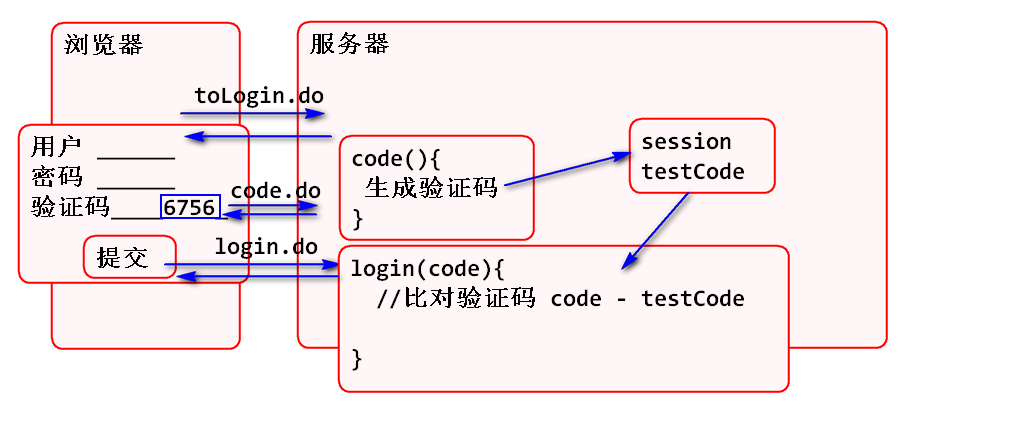 浏览器
服务器
toLogin.do
用户
密码
验证码 6756
提交
code.do
login.do
code(){
生成验证码
}
session
testCode
login(code){
//比对验证码 code - testCode
}